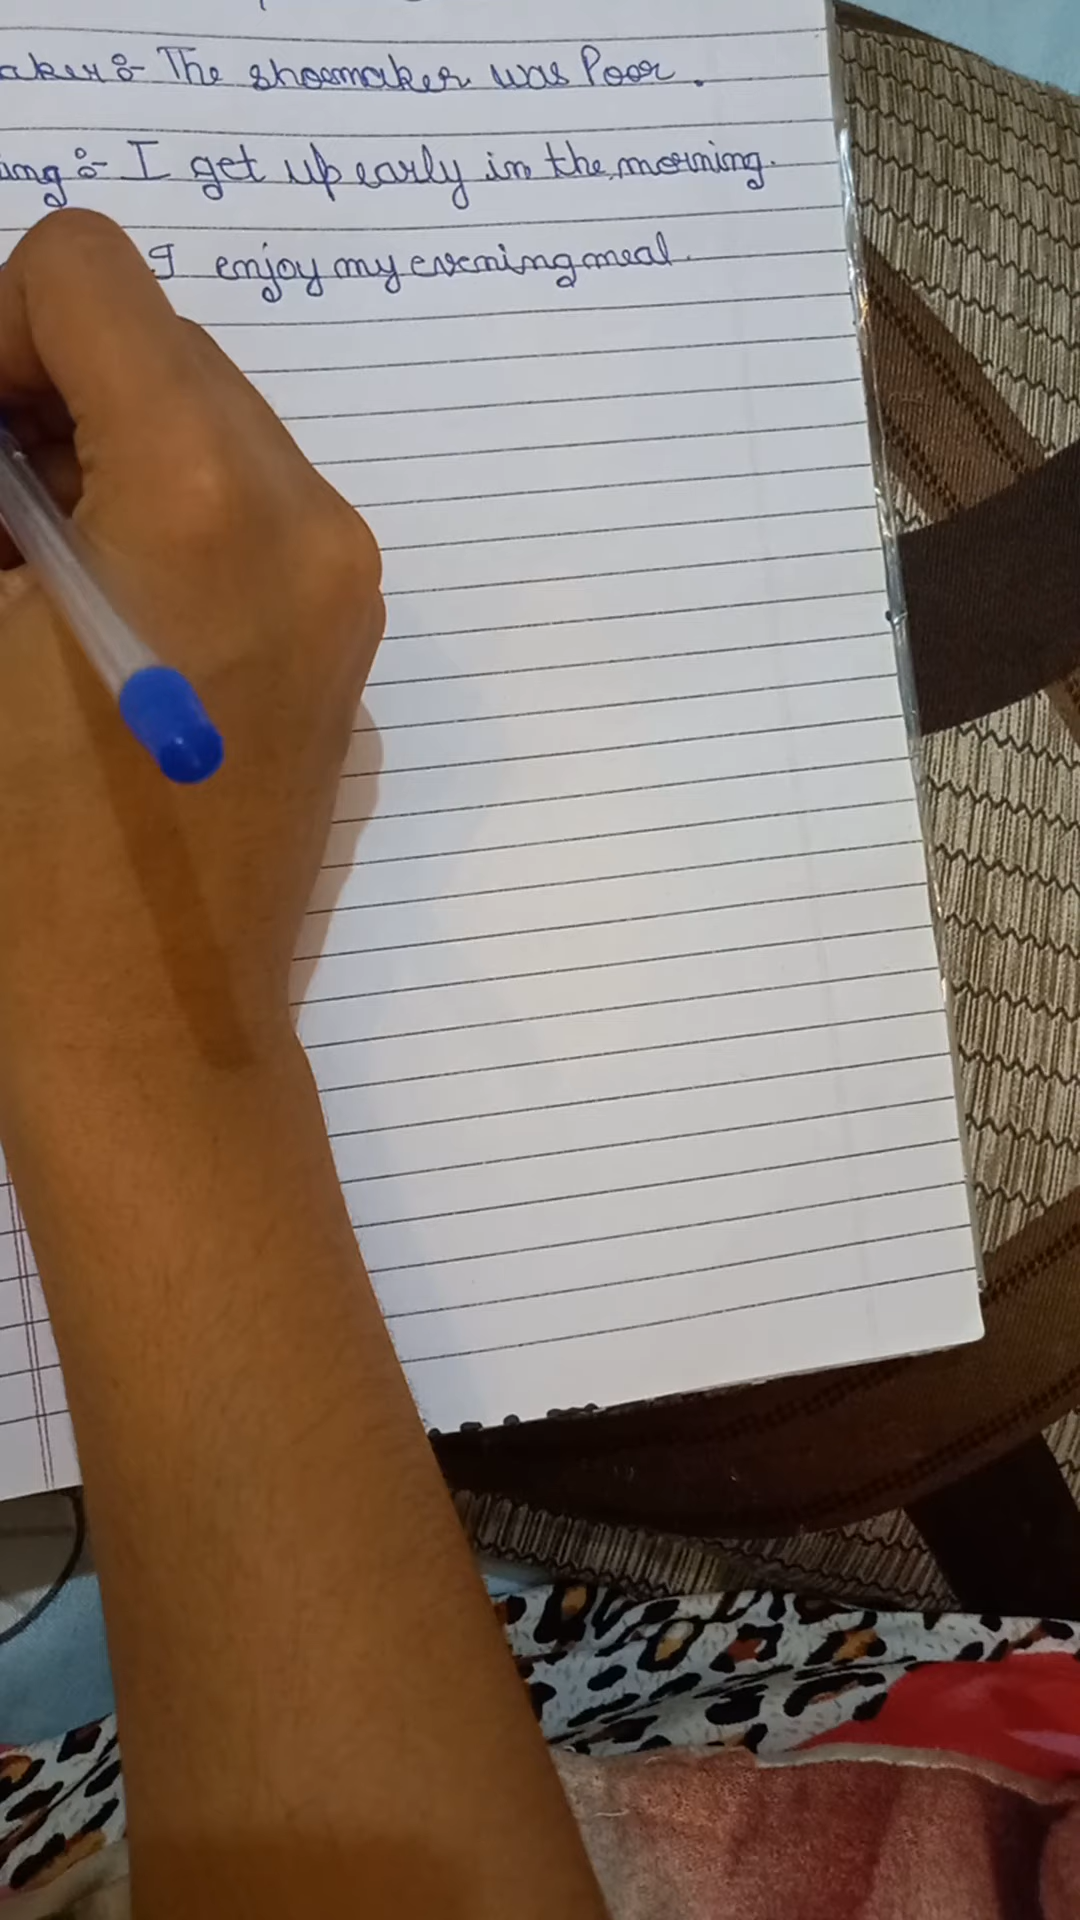 aker:- The shoemaker was Poor.
ing:- I get up early in the morning.
I enjoy my evening meal.